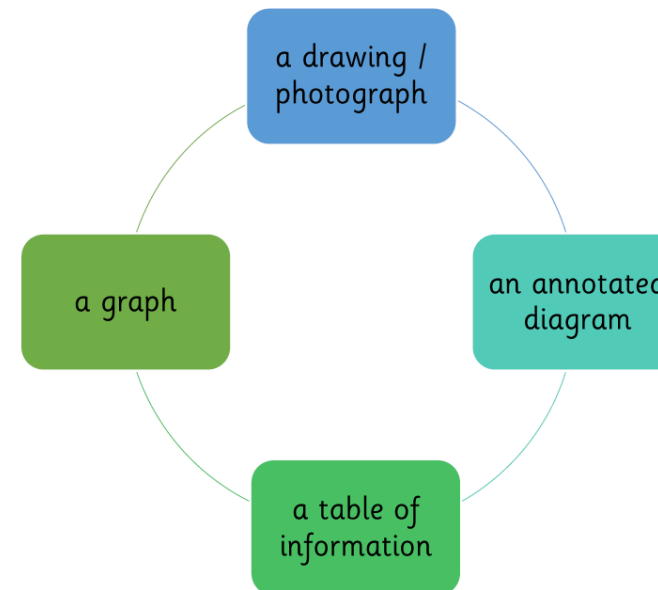 a drawing /
photograph
a graph
an annotated
diagram
a table of
information